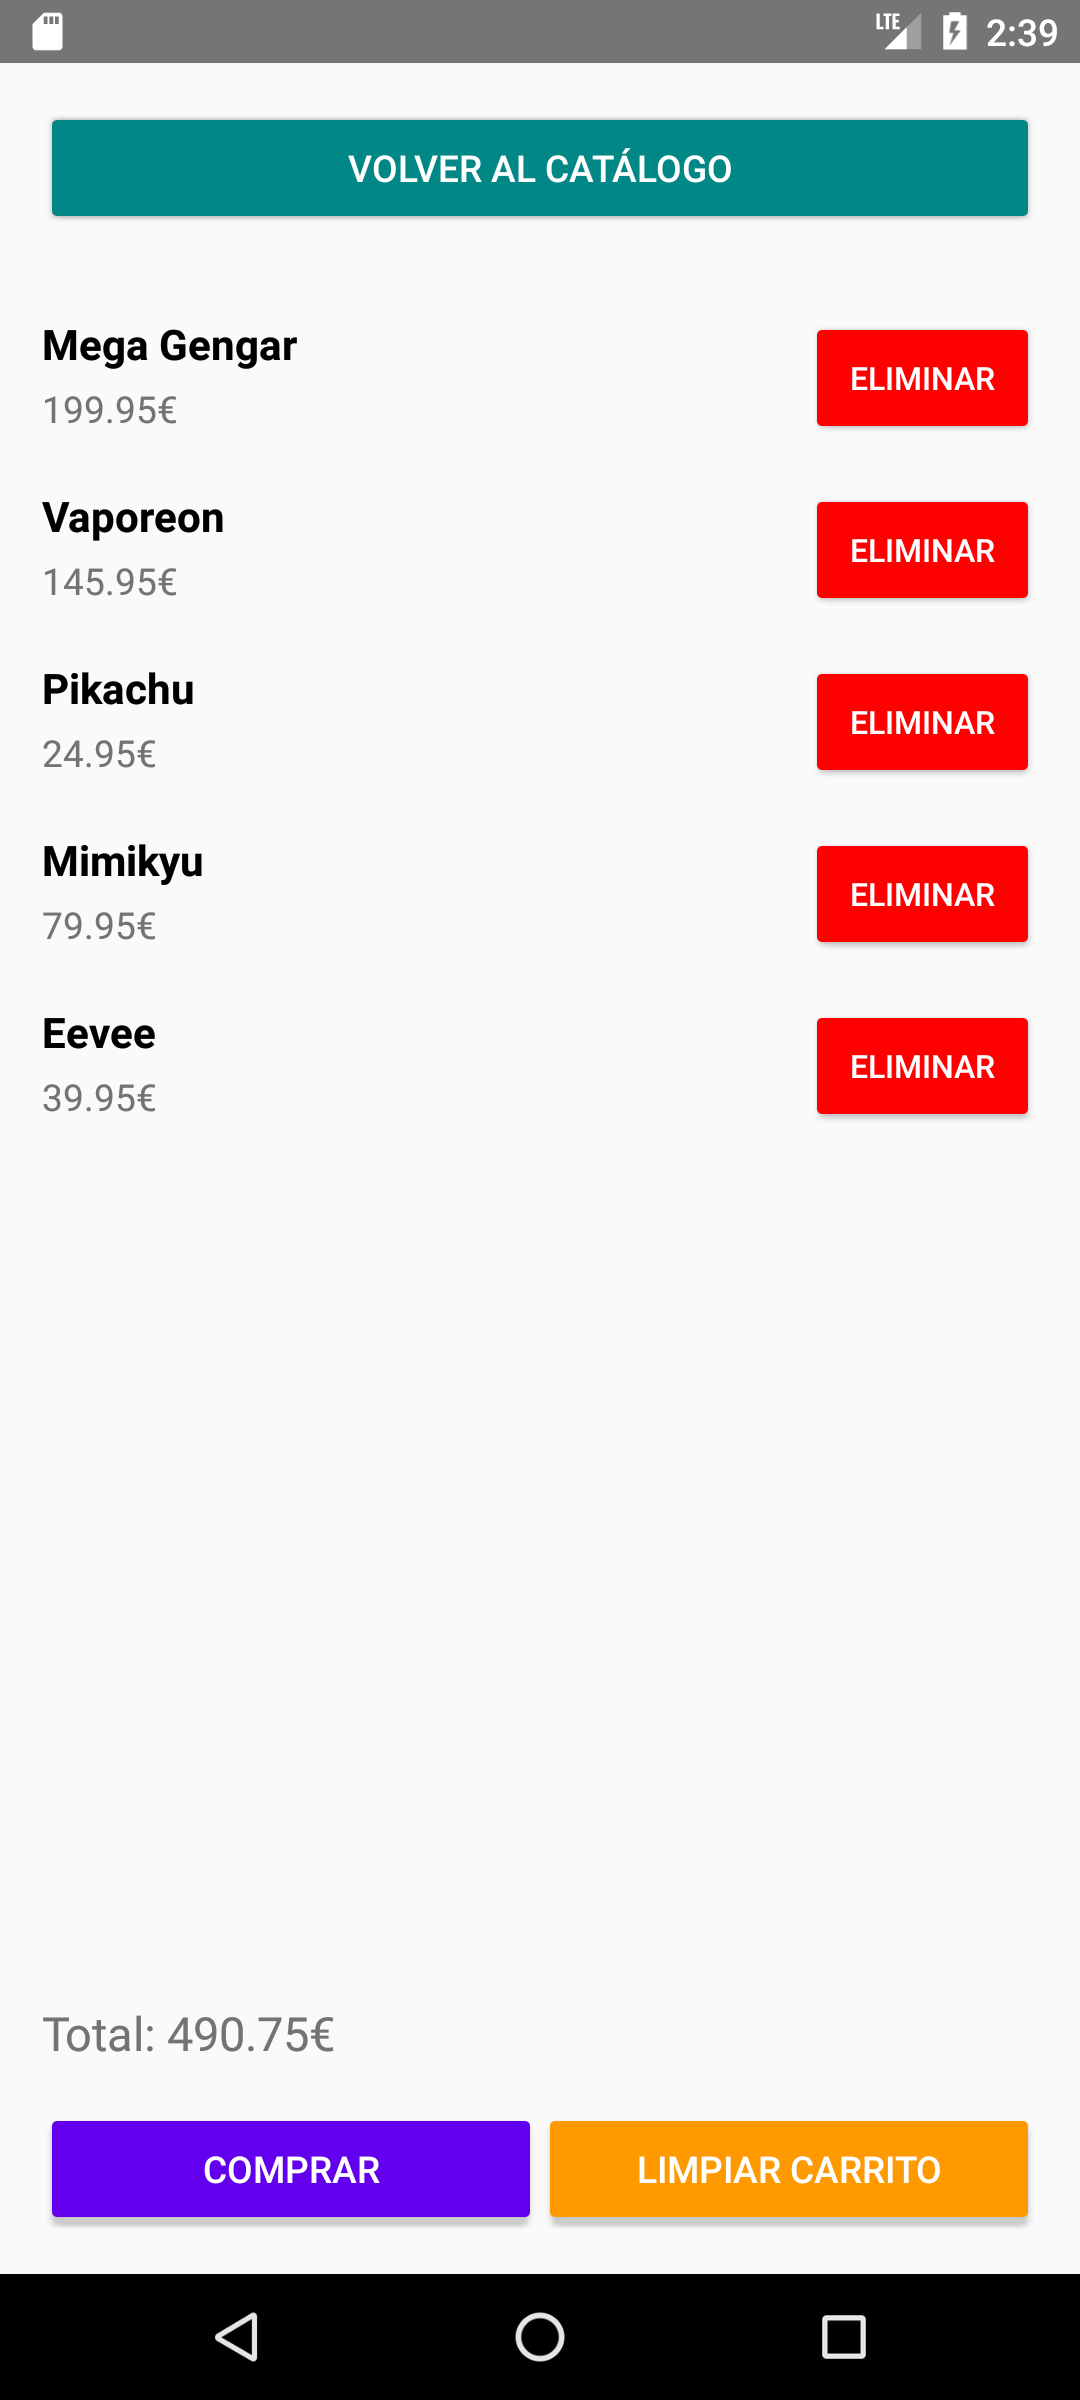 LTE 2:39
VOLVER AL CATÁLOGO
Mega Gengar
199.95€
ELIMINAR
Vaporeon
145.95€
ELIMINAR
Pikachu
24.95€
ELIMINAR
Mimikyu
79.95€
ELIMINAR
Eevee
39.95€
ELIMINAR
Total: 490.75€
COMPRAR
LIMPIAR CARRITO